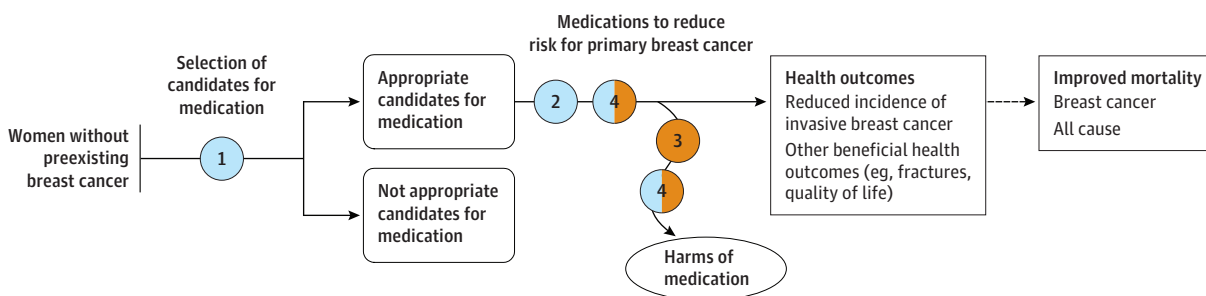 Medications to reduce
risk for primary breast cancer
Selection of
candidates for
medication
Women without
preexisting
breast cancer
1
Appropriate
candidates for
medication
Not appropriate
candidates for
medication
2
4
3
4
Harms of
medication
Health outcomes
Reduced incidence of
invasive breast cancer
Other beneficial health
outcomes (eg, fractures,
quality of life)
Improved mortality
Breast cancer
All cause